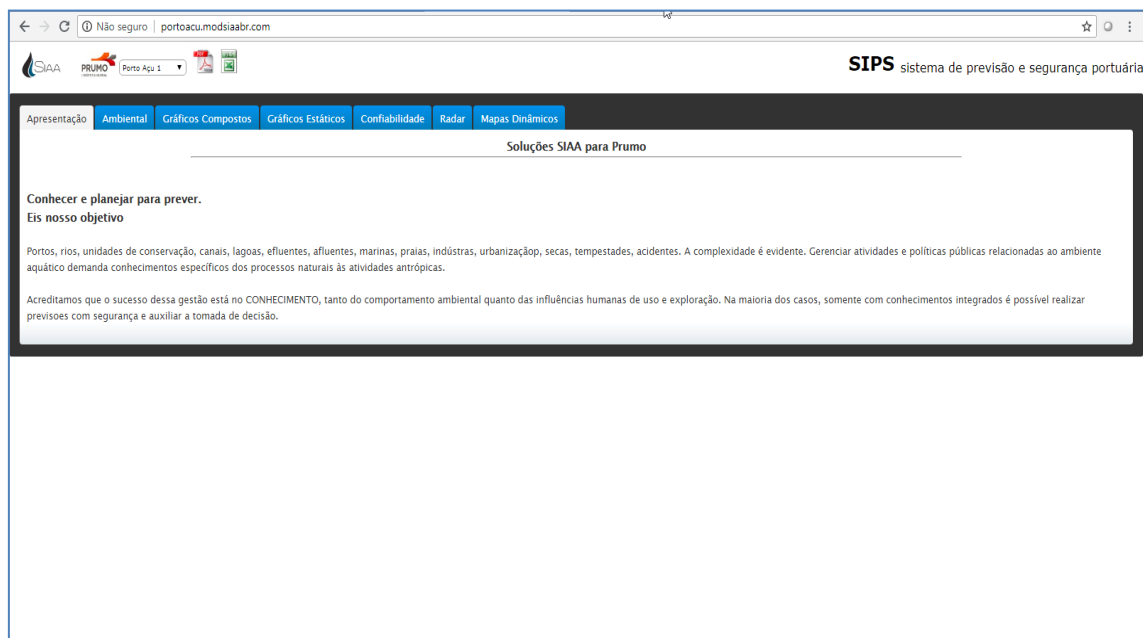 Não seguro | portoacu.modsiaabr.com
SIAA PRUMO Porto Açu 1 PDF SIPS sistema de previsão e segurança portuária
Apresentação Ambiental Gráficos Compostos Gráficos Estáticos Confiabilidade Radar Mapas Dinâmicos
Soluções SIAA para Prumo
Conhecer e planejar para prever.
Eis nosso objetivo
Portos, rios, unidades de conservação, canais, lagoas, efluentes, afluentes, marinas, praias, indústras, urbanizaçãop, secas, tempestades, acidentes. A complexidade é evidente. Gerenciar atividades e políticas públicas relacionadas ao ambiente
aquático demanda conhecimentos específicos dos processos naturais às atividades antrópicas.
Acreditamos que o sucesso dessa gestão está no CONHECIMENTO, tanto do comportamento ambiental quanto das influências humanas de uso e exploração. Na maioria dos casos, somente com conhecimentos integrados é possível realizar
previsoes com segurança e auxiliar a tomada de decisão.